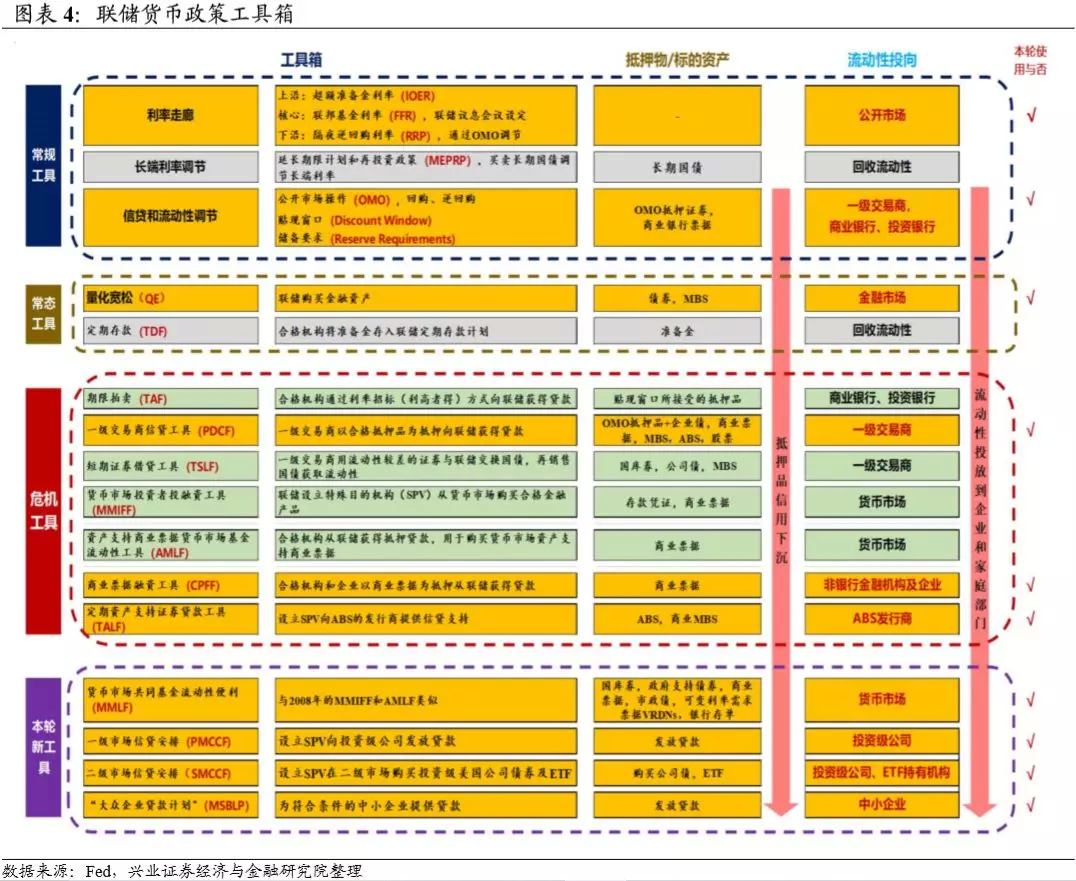 图表 4：联储货币政策工具箱
工具箱
抵押物/标的资产
流动性投向
本轮使
用与否
常规
工具
利率走廊
上沿：超额准备金利率 (IOER)
核心：联邦基金利率 (FFR)，联储议息会议设定
下沿：隔夜逆回购利率 (RRP)，通过OMO调节
-
公开市场
√
长端利率调节
延长期限计划和再投资政策 (MEPRP)，买卖长期国债调
节长端利率
长期国债
回收流动性
信贷和流动性调节
公开市场操作 (OMO)，回购、逆回购
贴现窗口 (Discount Window)
储备要求 (Reserve Requirements)
OMO抵押证券，
商业银行票据
一级交易商，
商业银行、投资银行
√
常态
工具
量化宽松（QE）
联储购买金融资产
债券，MBS
金融市场
√
定期存款 (TDF)
合格机构将准备金存入联储定期存款计划
准备金
回收流动性
危机
工具
期限拍卖 (TAF)
合格机构通过利率招标（利高者得）方式向联储获得贷款
贴现窗口所接受的抵押品
商业银行、投资银行
一级交易商信贷工具 (PDCF)
一级交易商以合格抵押品为抵押向联储获得贷款
OMO抵押品+企业债，商业票
据，MBS，ABS，股票
一级交易商
√
短期证券借贷工具 (TSLF)
一级交易商用流动性较差的证券与联储交换国债，再销售
国债获取流动性
国库券，公司债，MBS
一级交易商
货币市场投资者投融资工具
(MMIFF)
联储设立特殊目的机构（SPV）从货币市场购买合格金融
产品
存款凭证，商业票据
货币市场
资产支持商业票据货币市场基金
流动性工具 (AMLF)
合格机构从联储获得抵押贷款，用于购买货币市场资产支
持商业票据
商业票据
货币市场
商业票据融资工具 (CPFF)
合格机构和企业以商业票据为抵押从联储获得贷款
商业票据
非银行金融机构及企业
√
定期资产支持证券贷款工具
(TALF)
设立SPV向ABS的发行商提供信贷支持
ABS，商业MBS
ABS发行商
√
抵押品信用下沉
流动性投放到企业和家庭部门
本轮
新工
具
货币市场共同基金流动性便利
(MMLF)
与2008年的MMIFF和AMLF类似
国库券，政府支持债券，商业
票据，市政债，可变利率需求
票据VRDNs，银行存单
货币市场
√
一级市场信贷安排 (PMCCF)
设立SPV向投资级公司发放贷款
发放贷款
投资级公司
√
二级市场信贷安排（SMCCF)
设立SPV在二级市场购买投资级美国公司债券及ETF
购买公司债，ETF
投资级公司、ETF持有机构
√
“大众企业贷款计划” (MSBLP)
为符合条件的中小企业提供贷款
发放贷款
中小企业
√
数据来源：Fed，兴业证券经济与金融研究院整理